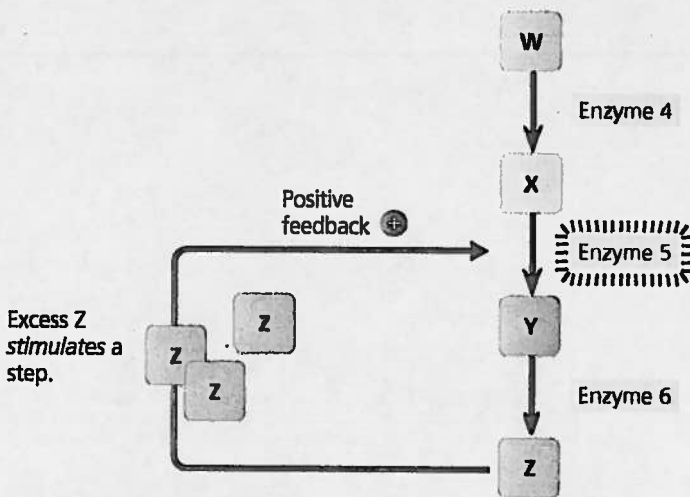 W
Enzyme 4
X
Positive
feedback +
Enzyme 5
Excess Z
stimulates a
step.
Z
Z
Z
Y
Enzyme 6
Z